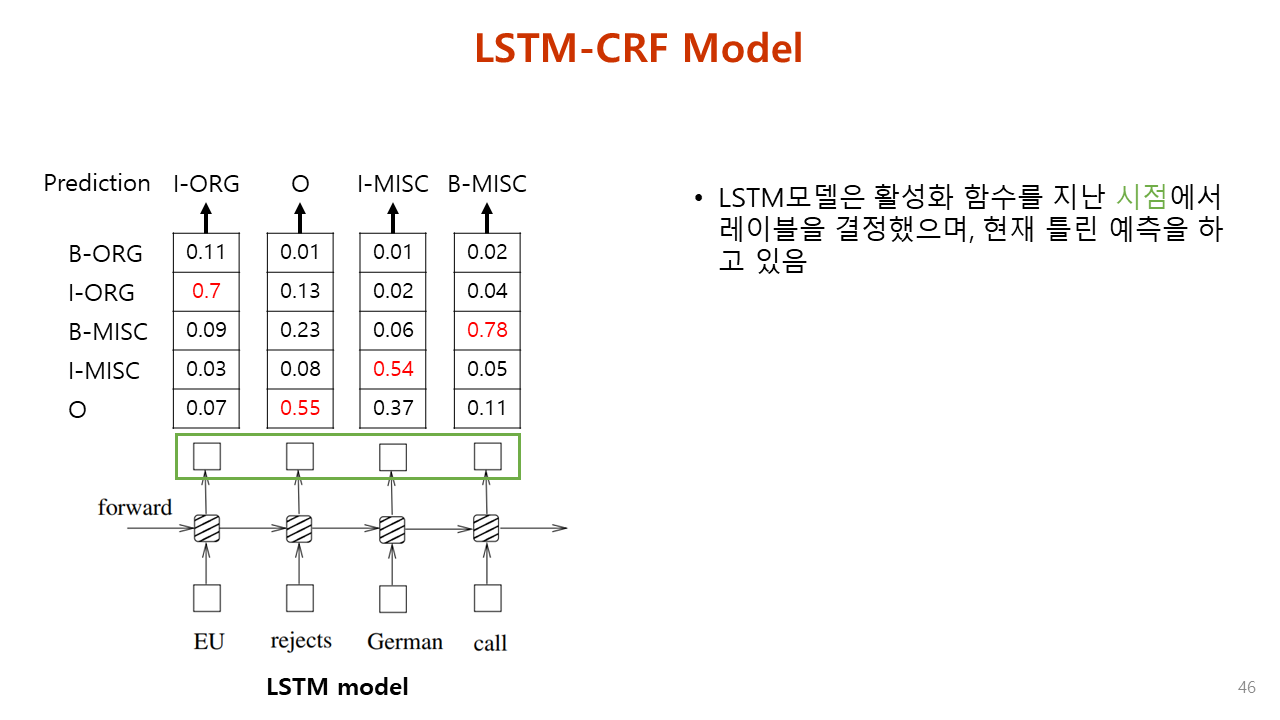 LSTM-CRF Model
Prediction I-ORG O I-MISC B-MISC
B-ORG 0.11 0.01 0.01 0.02
I-ORG 0.7 0.13 0.02 0.04
B-MISC 0.09 0.23 0.06 0.78
I-MISC 0.03 0.08 0.54 0.05
O 0.07 0.55 0.37 0.11
forward
EU rejects German call
LSTM model
• LSTM모델은 활성화 함수를 지난 시점에서
레이블을 결정했으며, 현재 틀린 예측을 하
고 있음
46